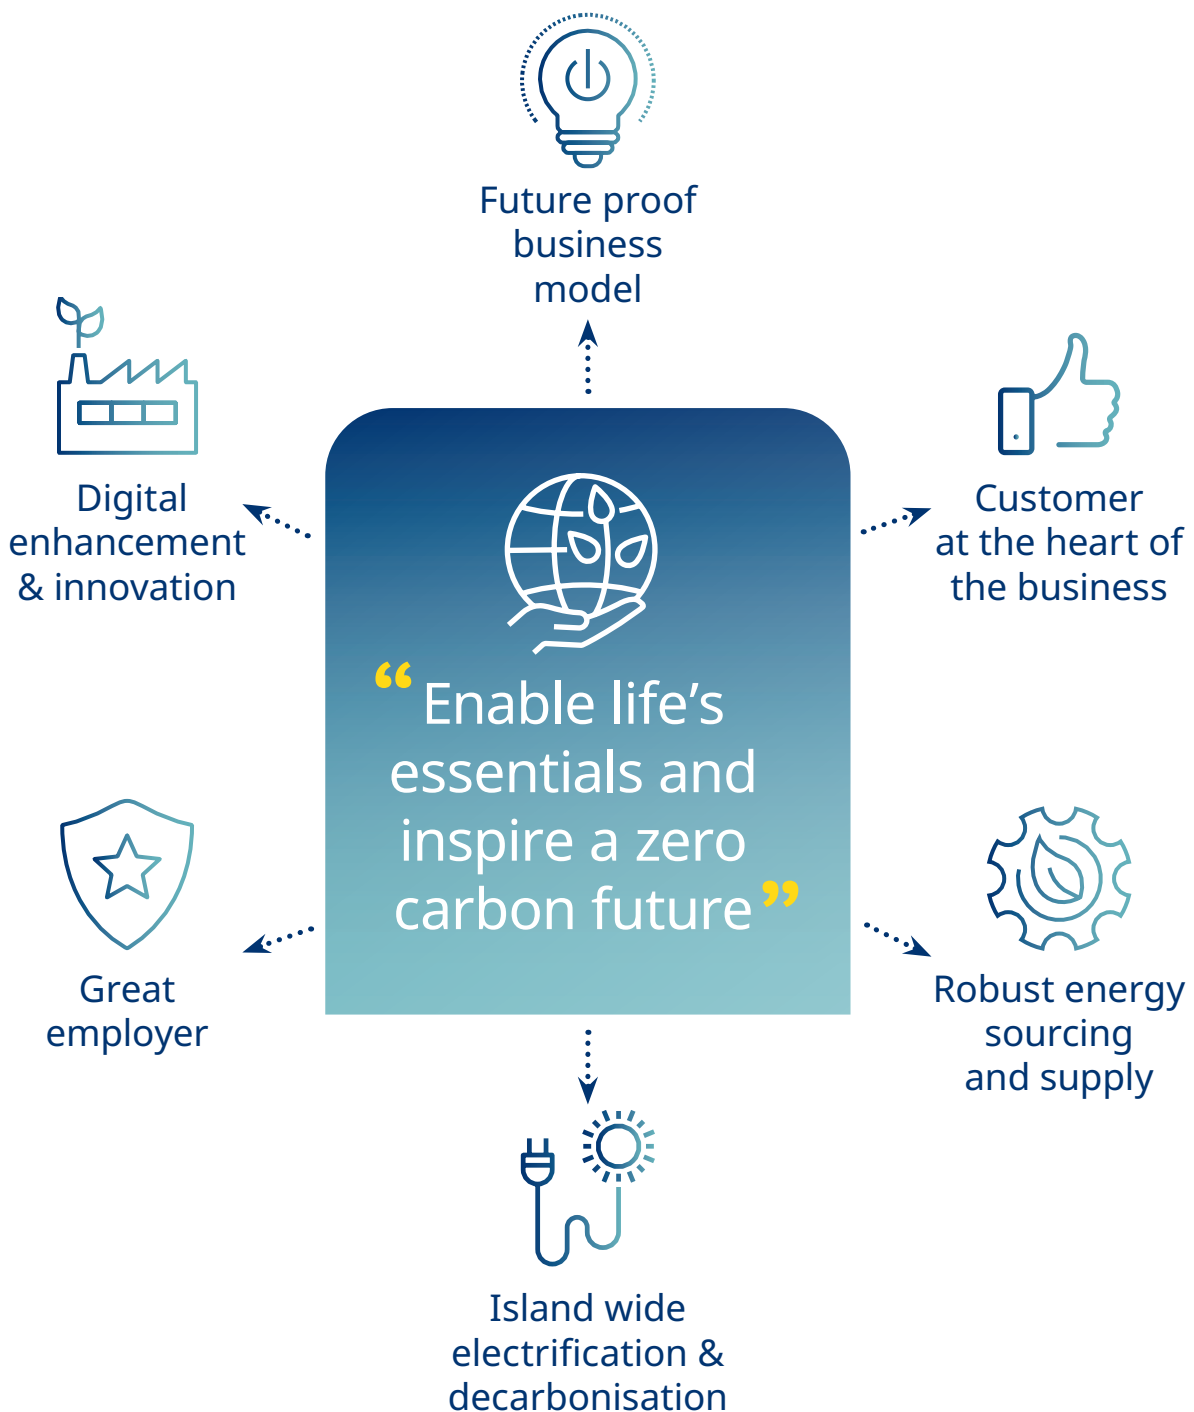 Future proof
business
model
Digital
enhancement
& innovation
Customer
at the heart of
the business
“Enable life’s
essentials and
inspire a zero
carbon future”
Great
employer
Robust energy
sourcing
and supply
Island wide
electrification &
decarbonisation